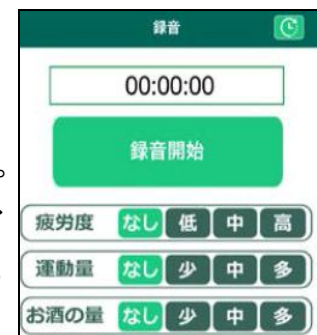 録音
00:00:00
録音開始
疲労度 なし 低 中 高
運動量 なし 少 中 多
お酒の量 なし 少 中 多